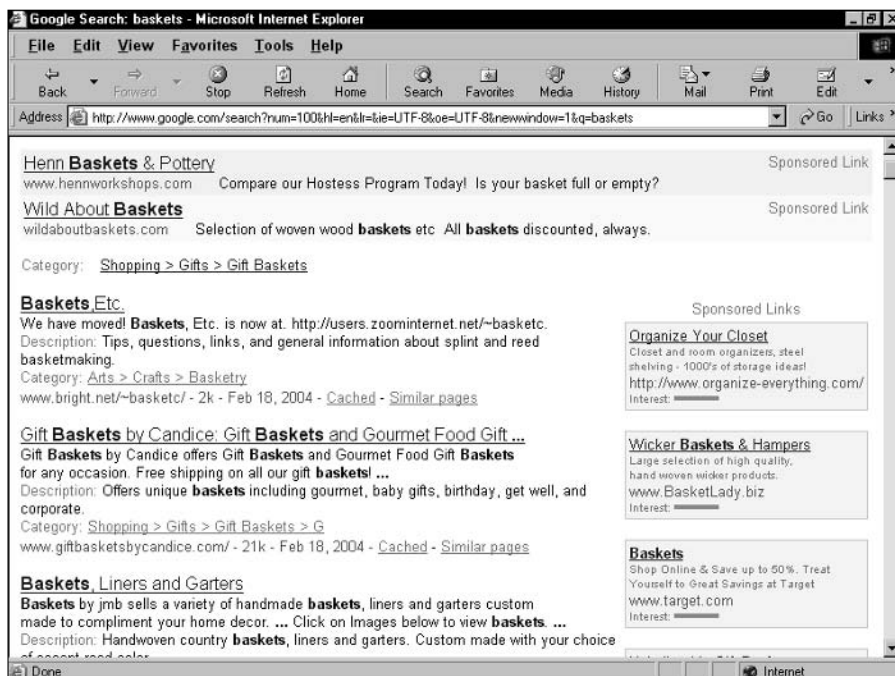 Google Search: baskets - Microsoft Internet Explorer
File Edit View Favorites Tools Help
Back Forward Stop Refresh Home Search Favorites Media History Mail Print Edit
Address http://www.google.com/search?num=100&hl=en&lr=&ie=UTF-8&oe=UTF-8&newwindow=1&q=baskets Go Links
Henn Baskets & Pottery Sponsored Link
www.hennworkshops.com Compare our Hostess Program Today! Is your basket full or empty?
Wild About Baskets Sponsored Link
wildaboutbaskets.com Selection of woven wood baskets etc All baskets discounted, always.
Category: Shopping > Gifts > Gift Baskets
Baskets,Etc.
We have moved! Baskets, Etc. is now at. http://users.zoominternet.net/~basketc.
Description: Tips, questions, links, and general information about splint and reed
basketmaking.
Category: Arts > Crafts > Basketry
www.bright.net/~basketc/ - 2k - Feb 18, 2004 - Cached - Similar pages
Gift Baskets by Candice: Gift Baskets and Gourmet Food Gift ...
Gift Baskets by Candice offers Gift Baskets and Gourmet Food Gift Baskets
for any occasion. Free shipping on all our gift baskets! ...
Description: Offers unique baskets including gourmet, baby gifts, birthday, get well, and
corporate.
Category: Shopping > Gifts > Gift Baskets > G
www.giftbasketsbycandice.com/ - 21k - Feb 18, 2004 - Cached - Similar pages
Baskets, Liners and Garters
Baskets by jmb sells a variety of handmade baskets, liners and garters custom
made to compliment your home decor. ... Click on Images below to view baskets. ...
Description: Handwoven country baskets, liners and garters. Custom made with your choice
of accent reed color
Sponsored Links
Organize Your Closet
Closet and room organizers, steel
shelving - 1000's of storage ideas!
http://www.organize-everything.com/
Interest:
Wicker Baskets & Hampers
Large selection of high quality,
hand woven wicker products.
www.BasketLady.biz
Interest:
Baskets
Shop Online & Save up to 50%. Treat
Yourself to Great Savings at Target
www.target.com
Interest:
Done Internet